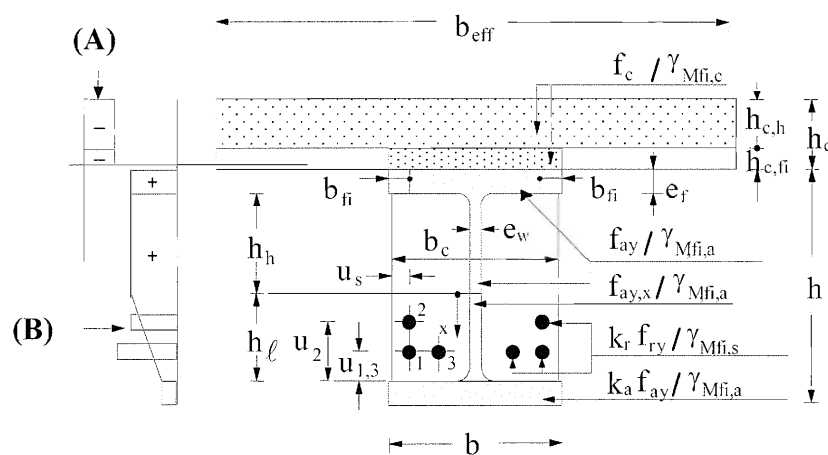 (A)
b eff
f c / γ Mfi,c
h c,h
h c
h c,fi
- 
-
+
b fi
b fi
e f
h h
b c
e w
f ay / γ Mfi,a
+
u s
f ay,x / γ Mfi,a
h
(B)
h ℓ
u 2
2
x
k r f ry / γ Mfi,s
u 1,3
1
3
k a f ay / γ Mfi,a
b